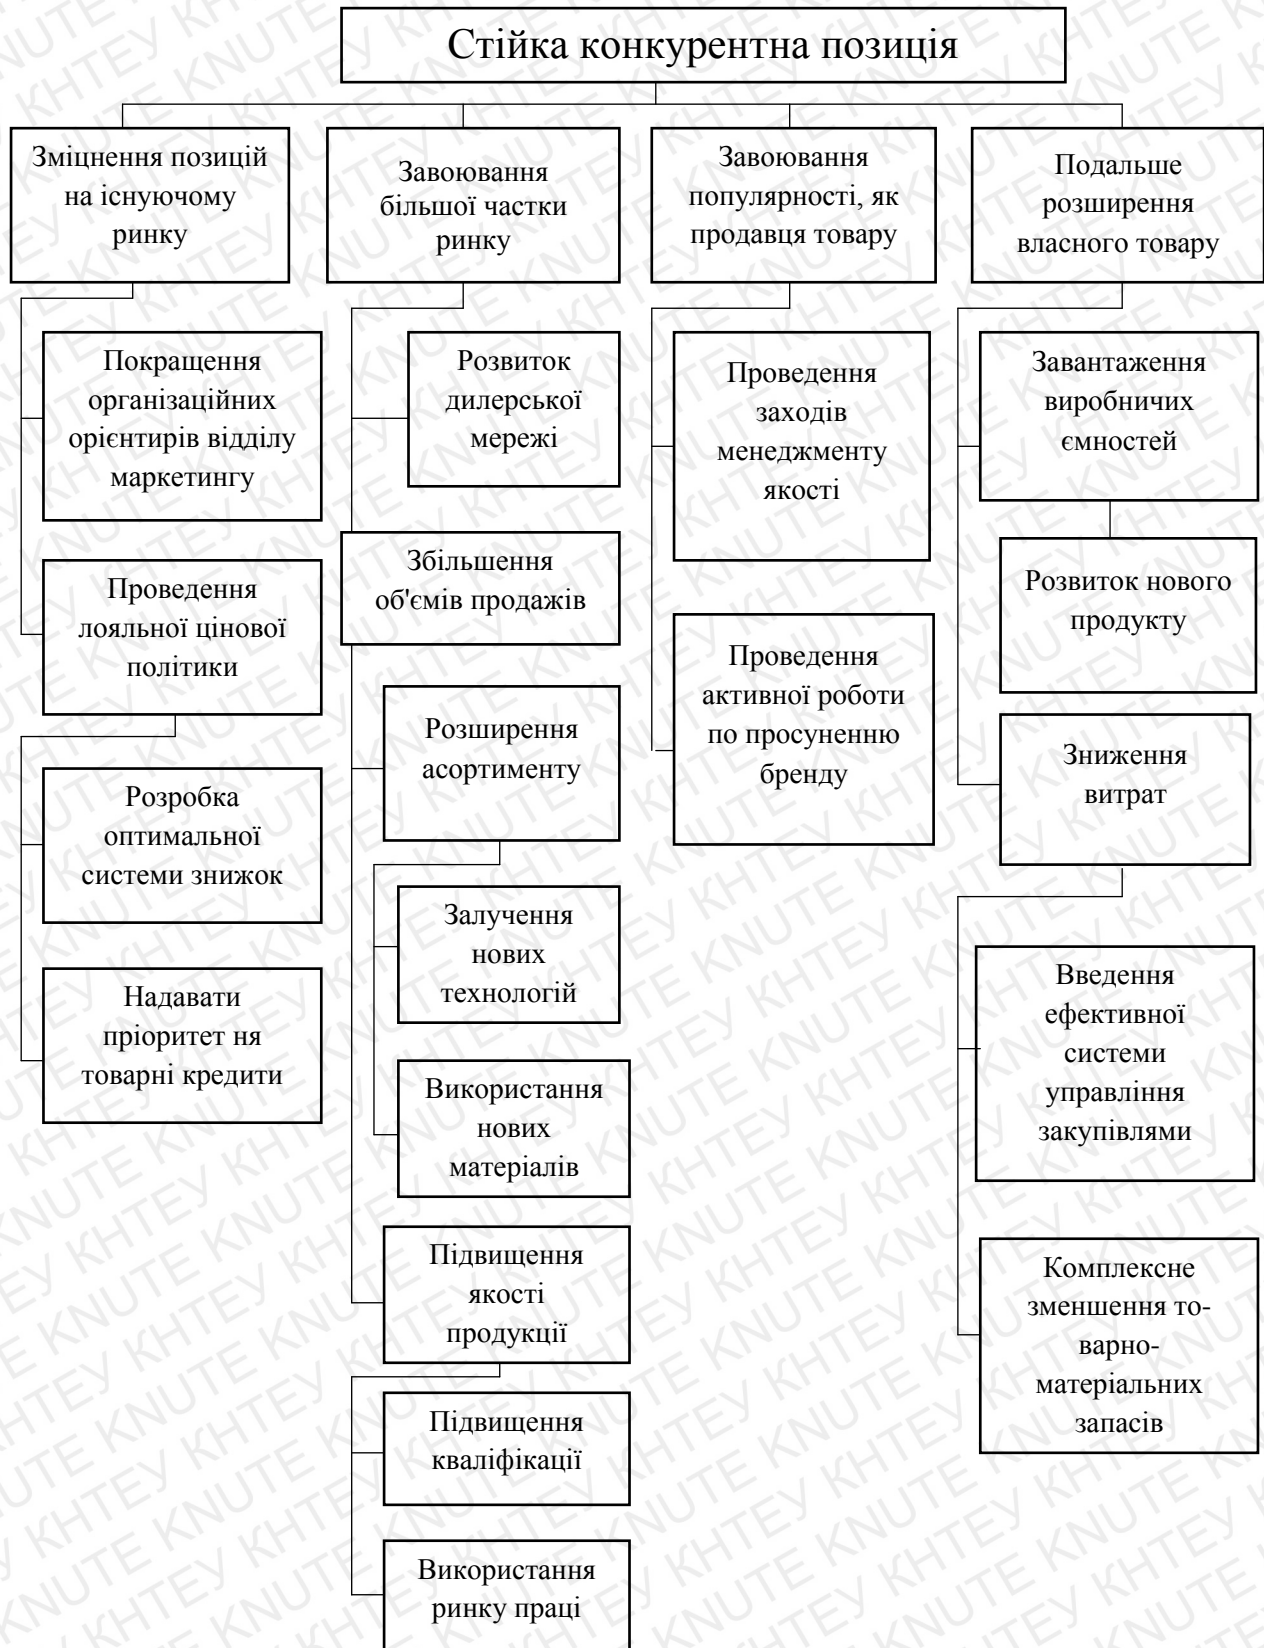 Стійка конкурентна позиція
Зміцнення позицій
на існуючому
ринку
Покращення
організаційних
орієнтирів відділу
маркетингу
Проведення
лояльної цінової
політики
Розробка
оптимальної
системи знижок
Надавати
пріоритет ня
товарні кредити
Завоювання
більшої частки
ринку
Розвиток
дилерської
мережі
Збільшення
об'ємів продажів
Розширення
асортименту
Залучення
нових
технологій
Використання
нових
матеріалів
Підвищення
якості
продукції
Підвищення
кваліфікації
Використання
ринку праці
Завоювання
популярності, як
продавця товару
Проведення
заходів
менеджменту
якості
Проведення
активної роботи
по просуненню
бренду
Подальше
розширення
власного товару
Завантаження
виробничих
ємностей
Розвиток нового
продукту
Зниження
витрат
Введення
ефективної
системи
управління
закупівлями
Комплексне
зменшення то-
варно-
матеріальних
запасів